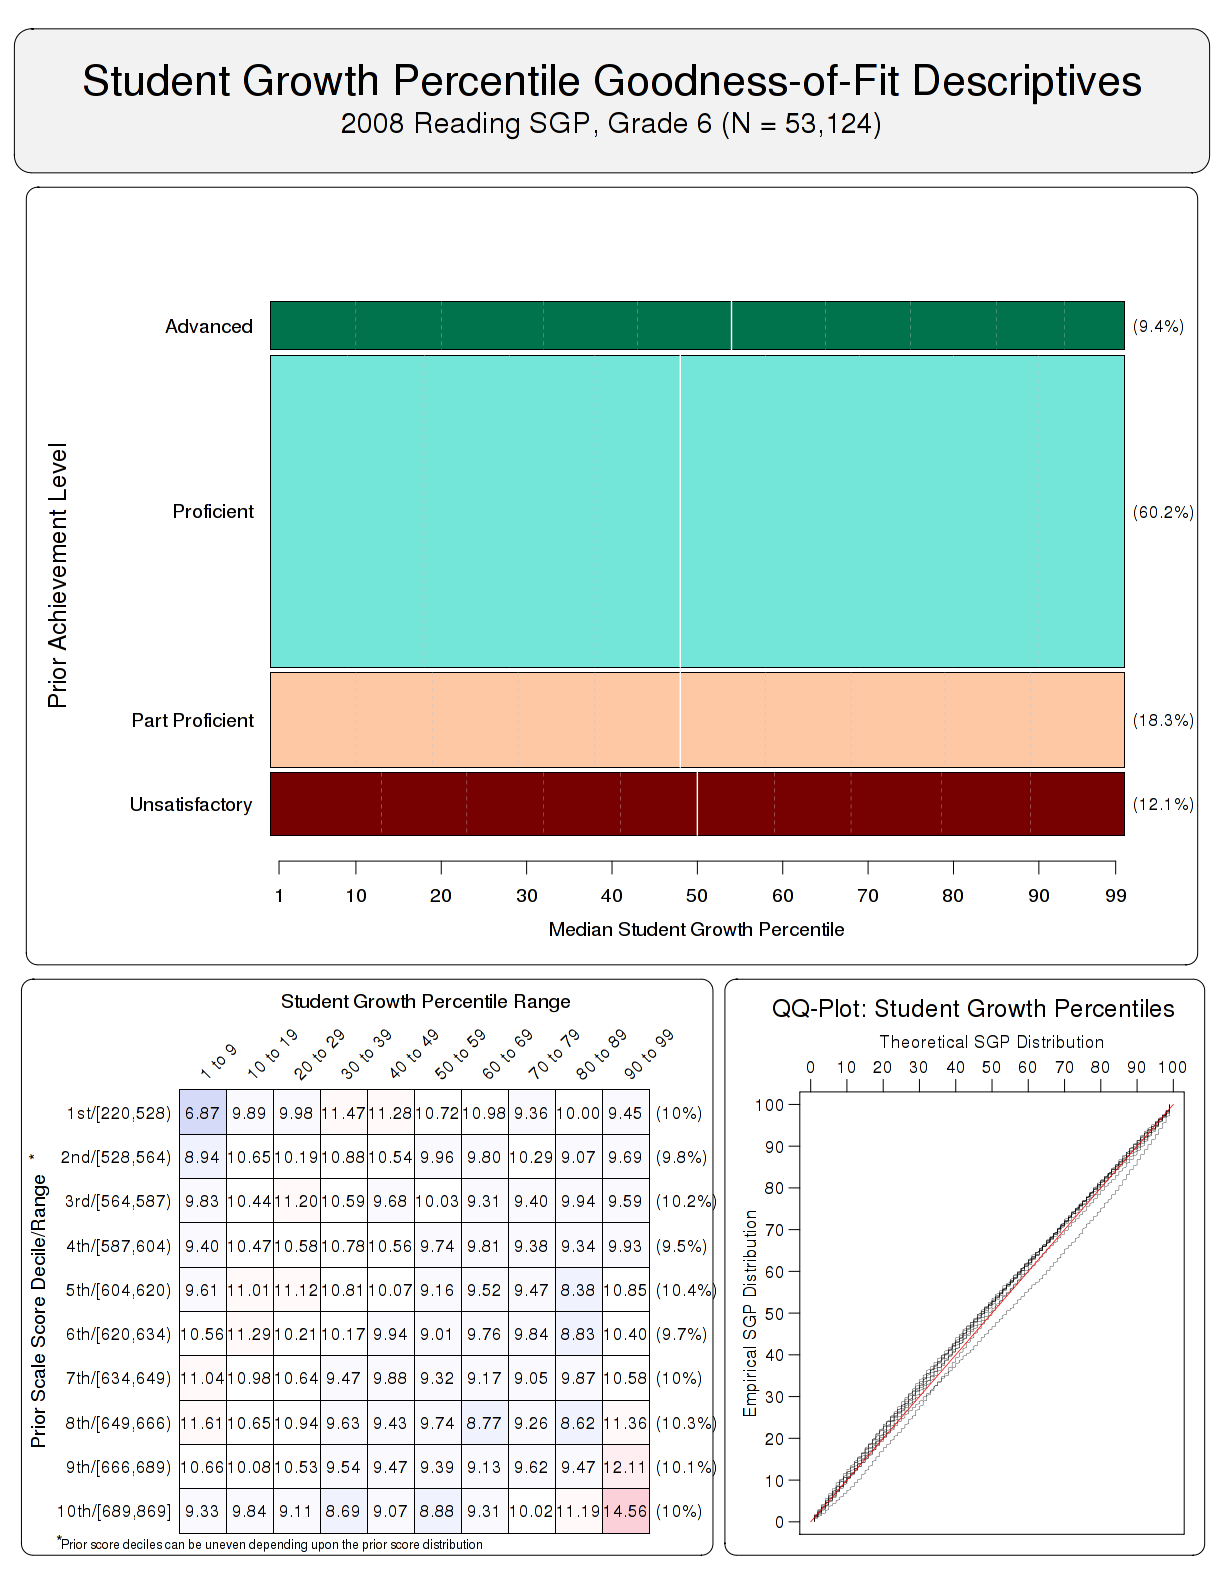 Student Growth Percentile Goodness-of-Fit Descriptives
2008 Reading SGP, Grade 6 (N = 53,124)
Prior Achievement Level
Advanced (9.4%)
Proficient (60.2%)
Part Proficient (18.3%)
Unsatisfactory (12.1%)
1 10 20 30 40 50 60 70 80 90 99
Median Student Growth Percentile
Student Growth Percentile Range
1 to 9 10 to 19 20 to 29 30 to 39 40 to 49 50 to 59 60 to 69 70 to 79 80 to 89 90 to 99
Prior Scale Score Decile/Range *
1st/[220,528) 6.87 9.89 9.98 11.47 11.28 10.72 10.98 9.36 10.00 9.45 (10%)
2nd/[528,564) 8.94 10.65 10.19 10.88 10.54 9.96 9.80 10.29 9.07 9.69 (9.8%)
3rd/[564,587) 9.83 10.44 11.20 10.59 9.68 10.03 9.31 9.40 9.94 9.59 (10.2%)
4th/[587,604) 9.40 10.47 10.58 10.78 10.56 9.74 9.81 9.38 9.34 9.93 (9.5%)
5th/[604,620) 9.61 11.01 11.12 10.81 10.07 9.16 9.52 9.47 8.38 10.85 (10.4%)
6th/[620,634) 10.56 11.29 10.21 10.17 9.94 9.01 9.76 9.84 8.83 10.40 (9.7%)
7th/[634,649) 11.04 10.98 10.64 9.47 9.88 9.32 9.17 9.05 9.87 10.58 (10%)
8th/[649,666) 11.61 10.65 10.94 9.63 9.43 9.74 8.77 9.26 8.62 11.36 (10.3%)
9th/[666,689) 10.66 10.08 10.53 9.54 9.47 9.39 9.13 9.62 9.47 12.11 (10.1%)
10th/[689,869] 9.33 9.84 9.11 8.69 9.07 8.88 9.31 10.02 11.19 14.56 (10%)
*Prior score deciles can be uneven depending upon the prior score distribution
QQ-Plot: Student Growth Percentiles
Theoretical SGP Distribution
0 10 20 30 40 50 60 70 80 90 100
Empirical SGP Distribution
100
90
80
70
60
50
40
30
20
10
0